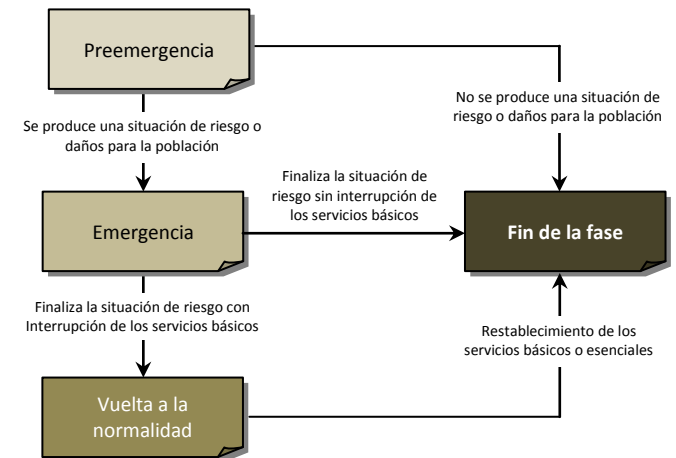 Preemergencia
No se produce una situación de
riesgo o daños para la población
Se produce una situación de riesgo o
daños para la población
Finaliza la situación de
riesgo sin interrupción de
los servicios básicos
Emergencia
Fin de la fase
Finaliza la situación de riesgo con
Interrupción de los servicios básicos
Restablecimiento de los
servicios básicos o esenciales
Vuelta a la
normalidad